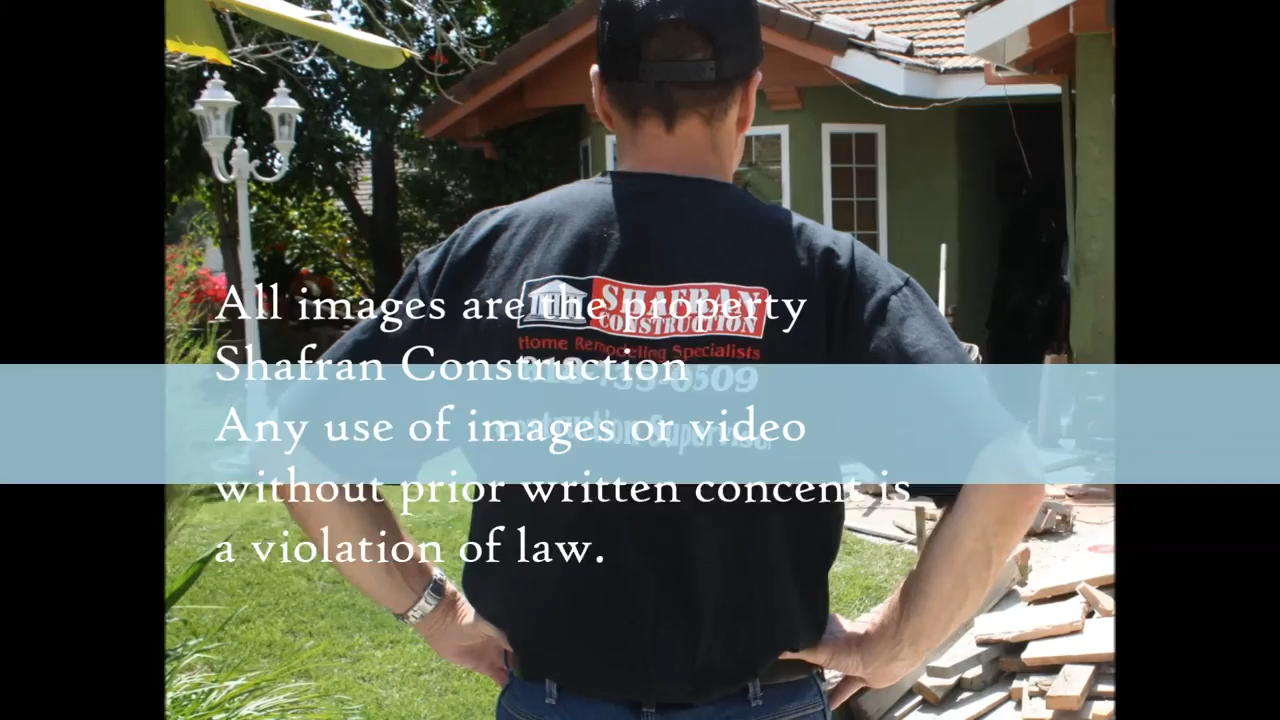 All images are the property
Shafran Construction
Any use of images or video
without prior written concent is
a violation of law.
SHAFRAN
CONSTRUCTION
Home Remodeling Specialists